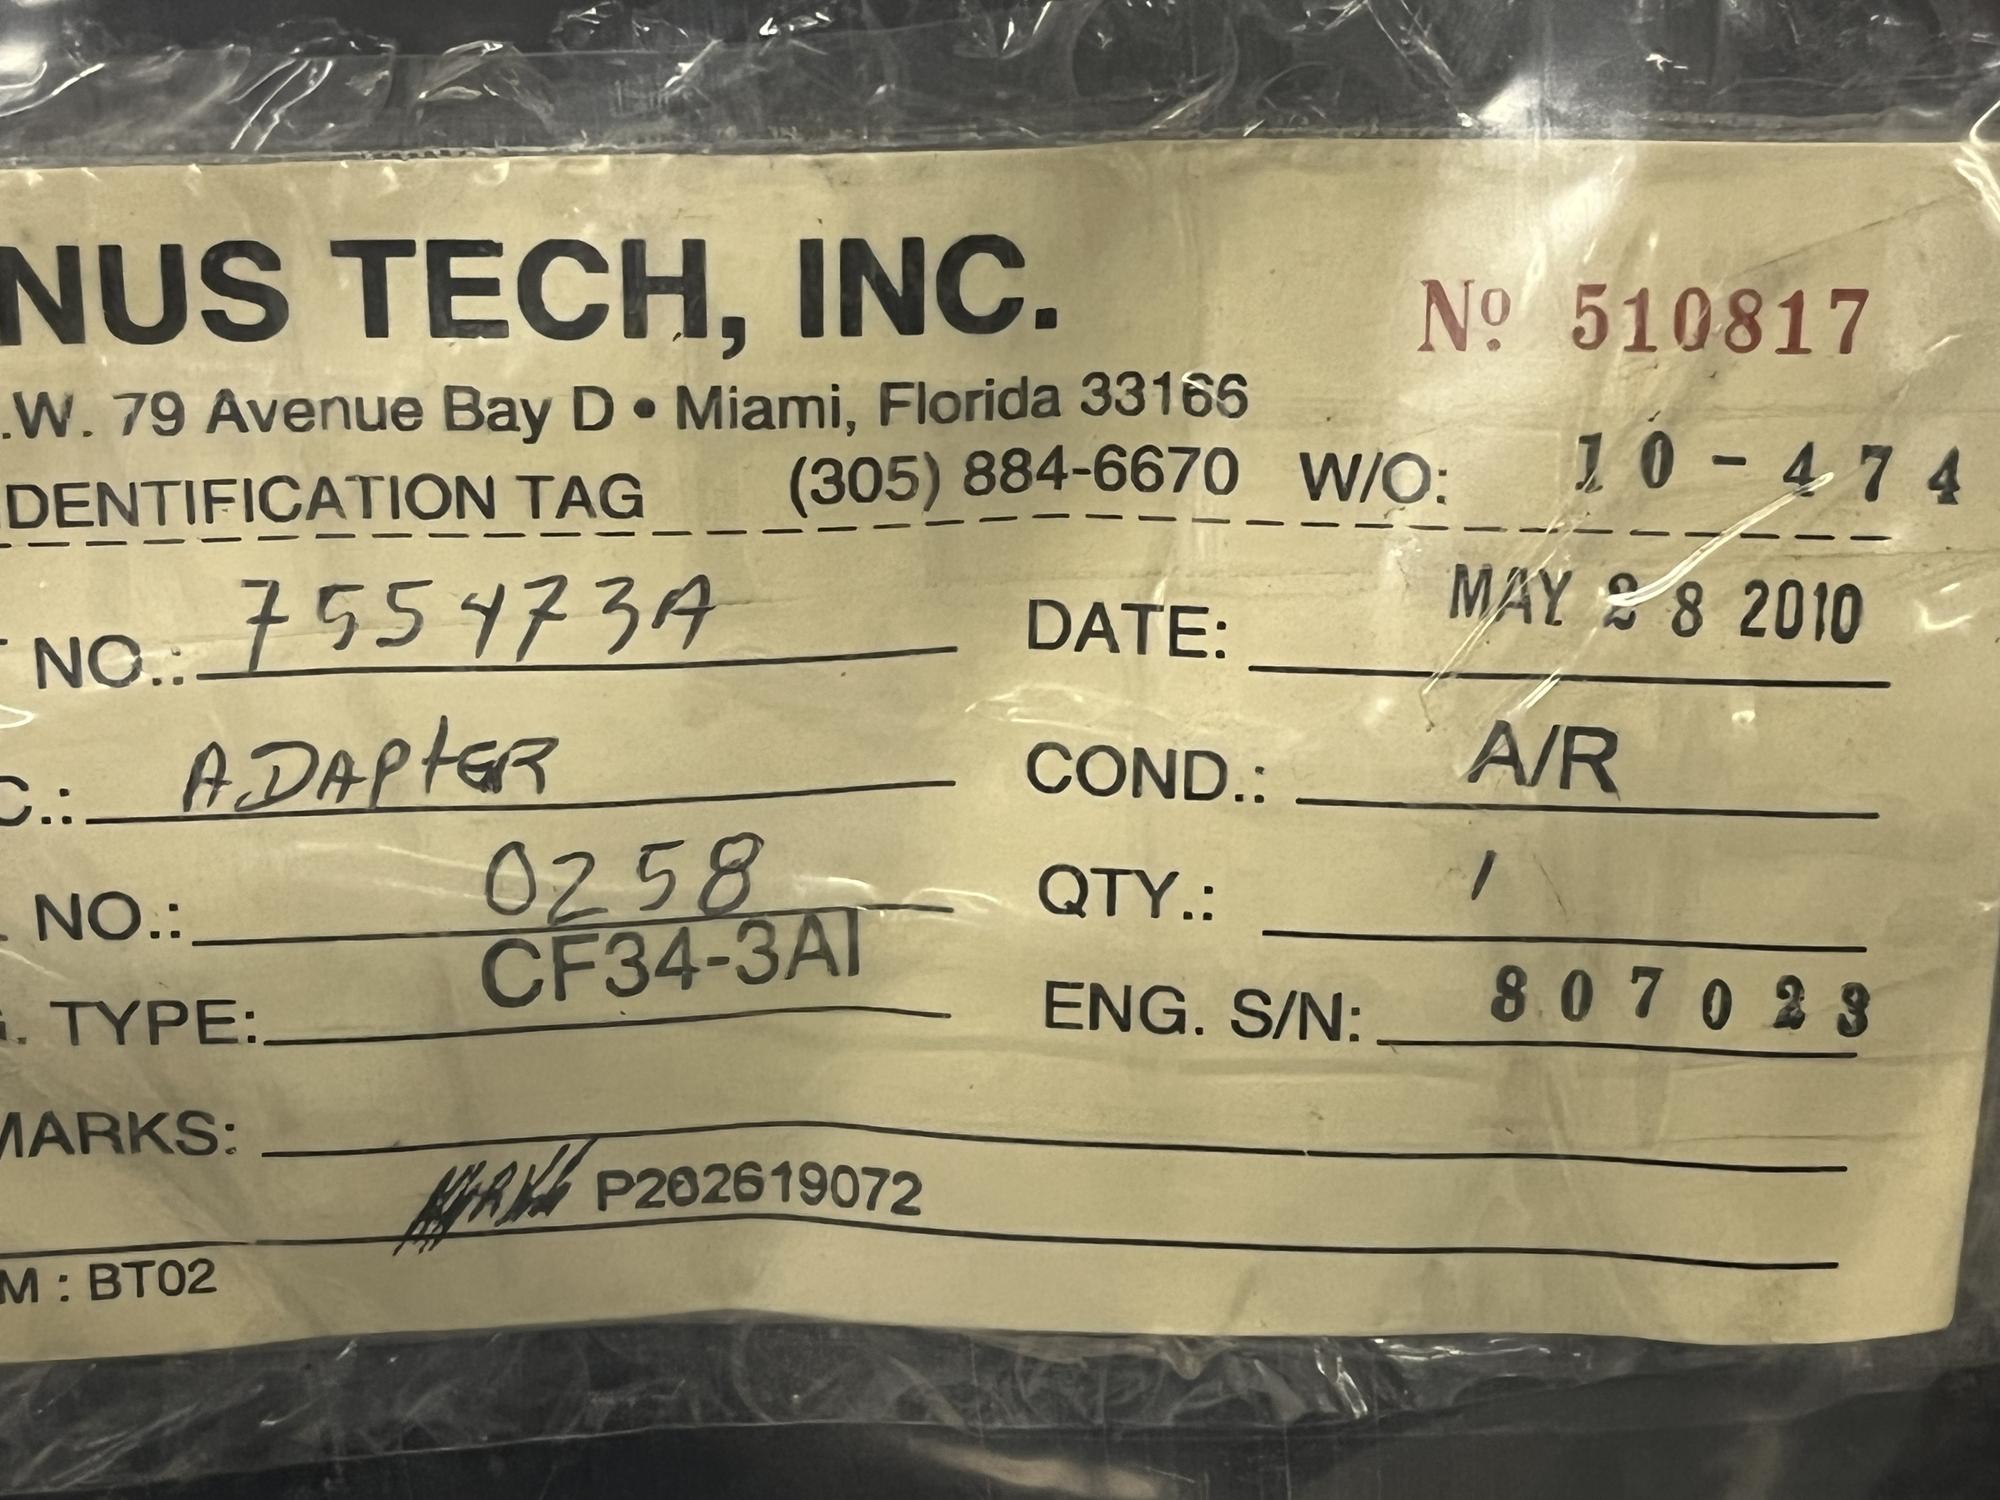 NUS TECH, INC.
Nº 510817
.W. 79 Avenue Bay D • Miami, Florida 33166
DENTIFICATION TAG (305) 884-6670 W/O: 10-474
NO.: 755473A DATE: MAY 28 2010
C.: ADAPtER COND.: A/R
. NO.: 0258 QTY.: 1
. TYPE: CF34-3A1 ENG. S/N: 807023
MARKS:
P202619072
M : BT02